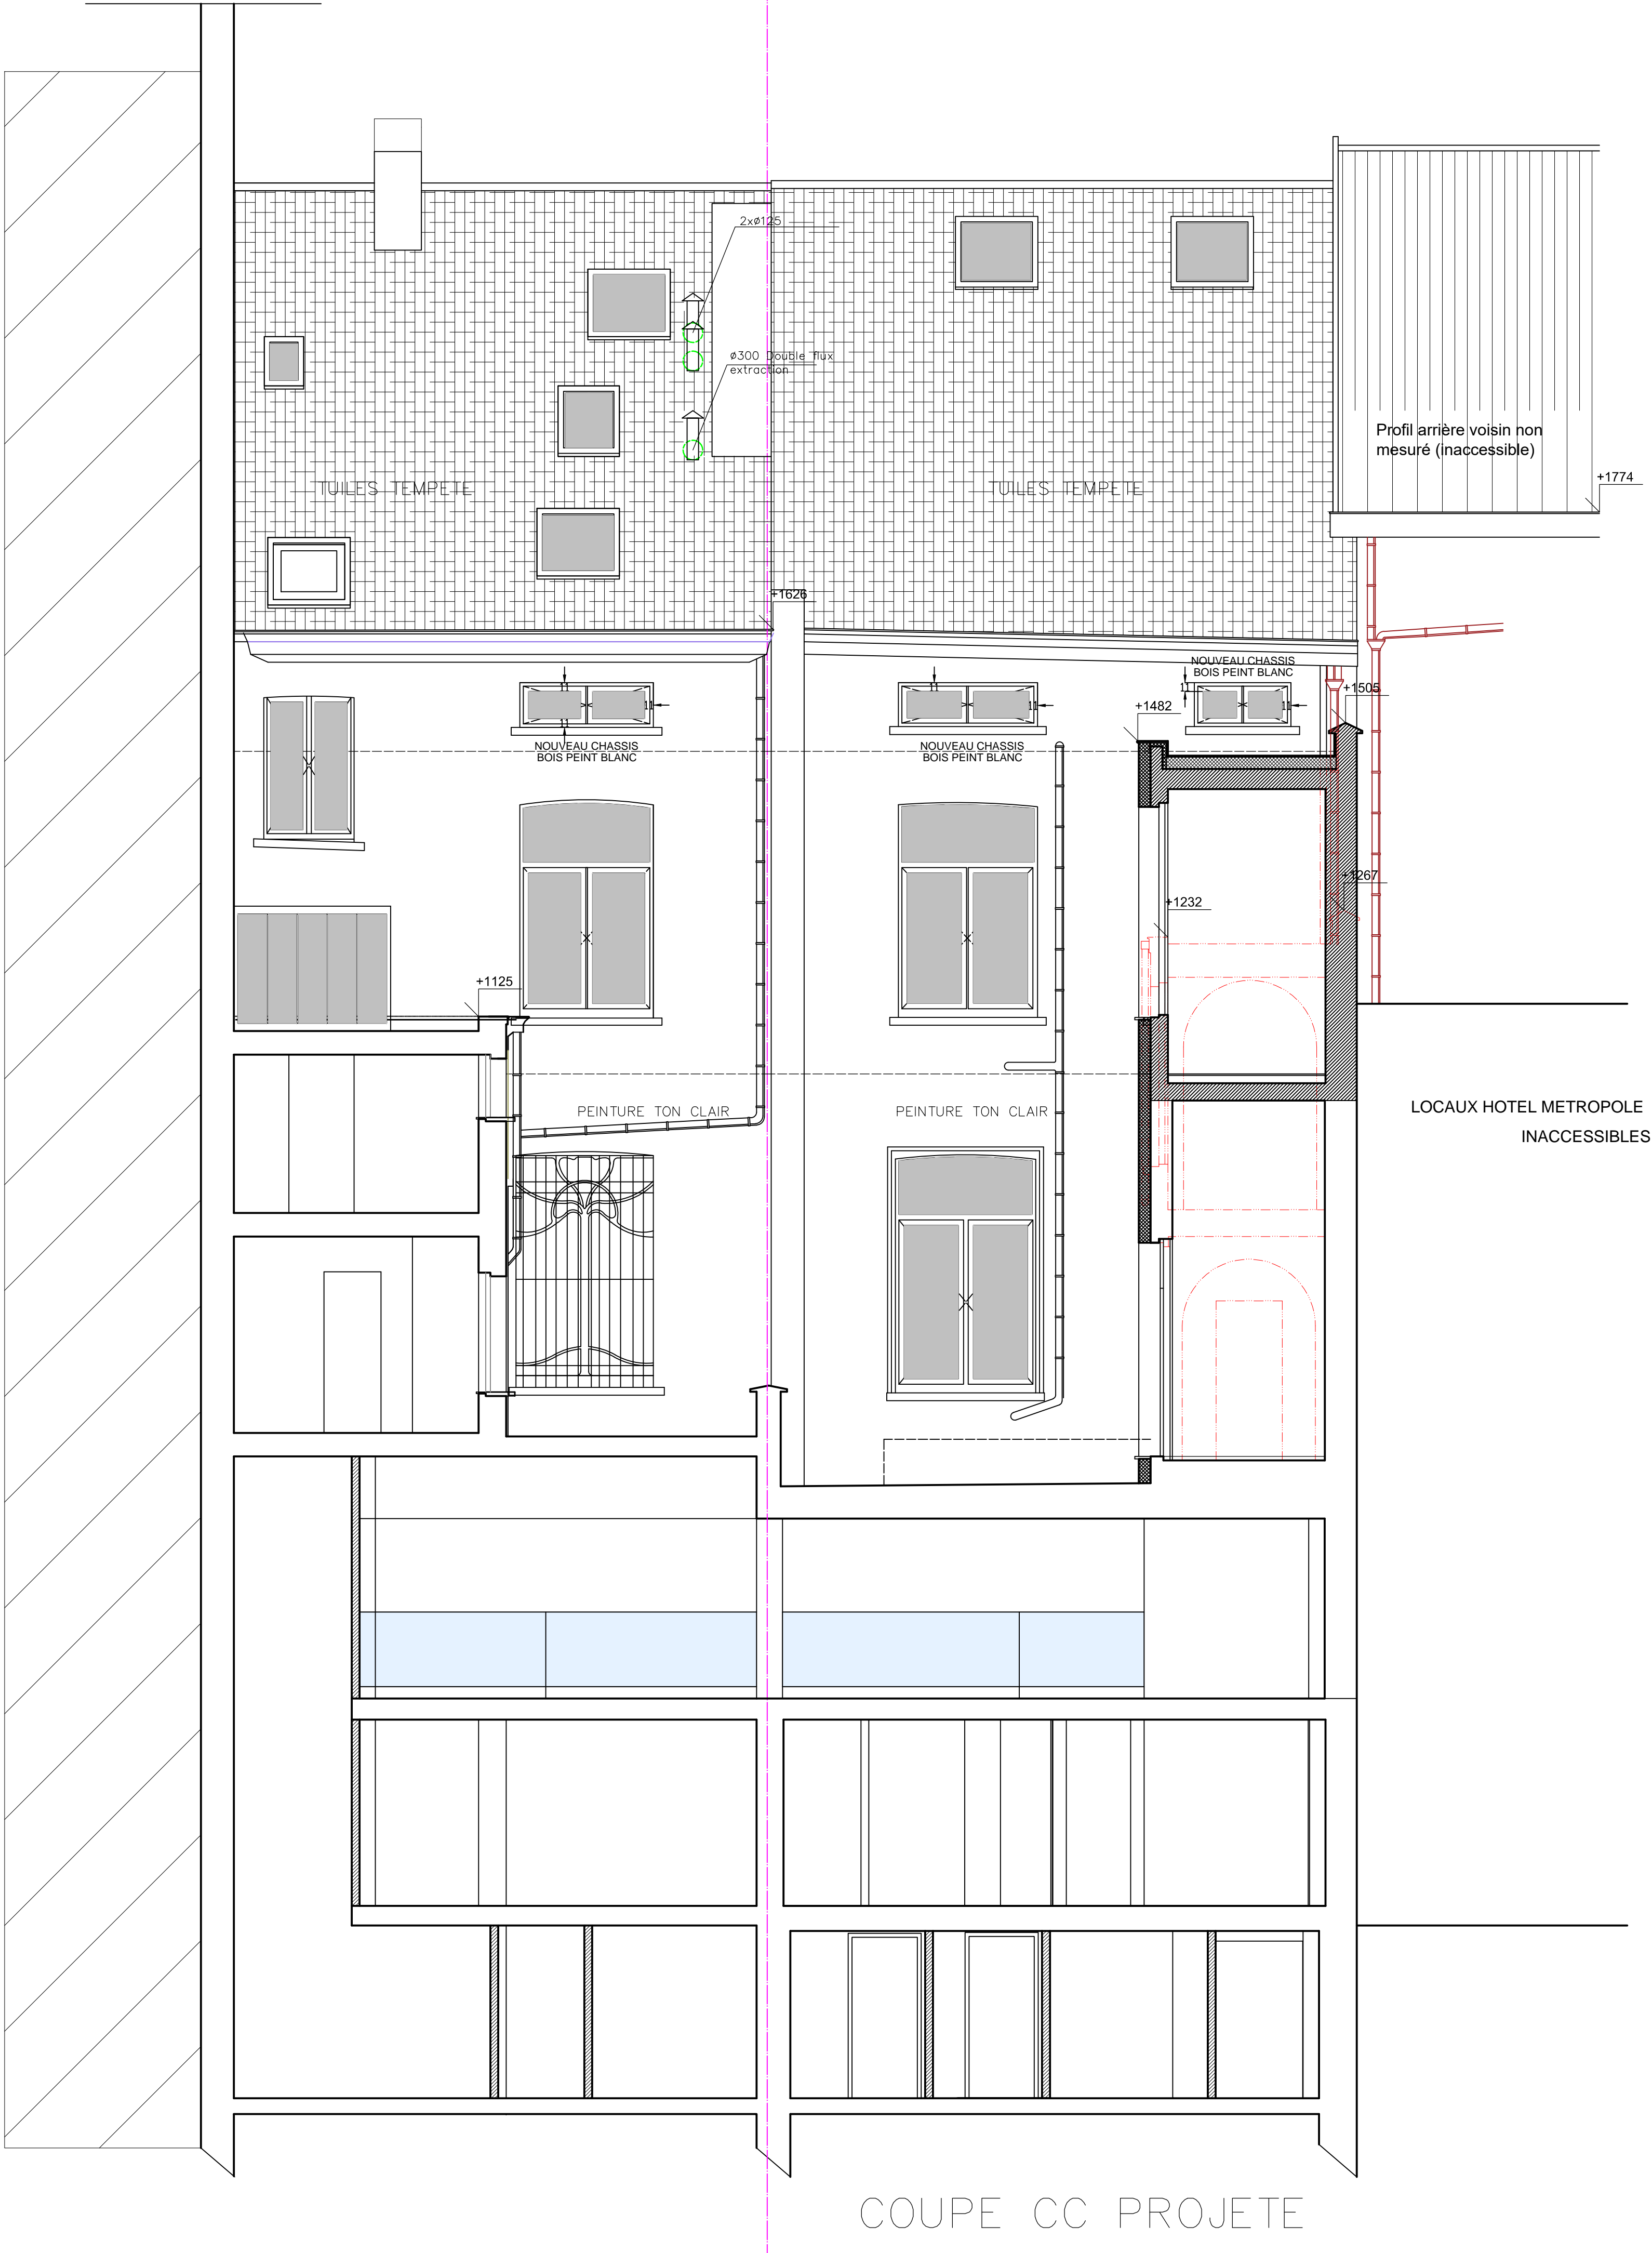 2xø125
ø300 Double flux
extraction
Profil arrière voisin non
mesuré (inaccessible)
+1774
TUILES TEMPETE
TUILES TEMPETE
+1626
NOUVEAU CHASSIS
BOIS PEINT BLANC
11
11
11
11
11
11
11
+1505
+1482
NOUVEAU CHASSIS
BOIS PEINT BLANC
NOUVEAU CHASSIS
BOIS PEINT BLANC
+1267
+1232
+1125
PEINTURE TON CLAIR
PEINTURE TON CLAIR
LOCAUX HOTEL METROPOLE
INACCESSIBLES
COUPE CC PROJETE